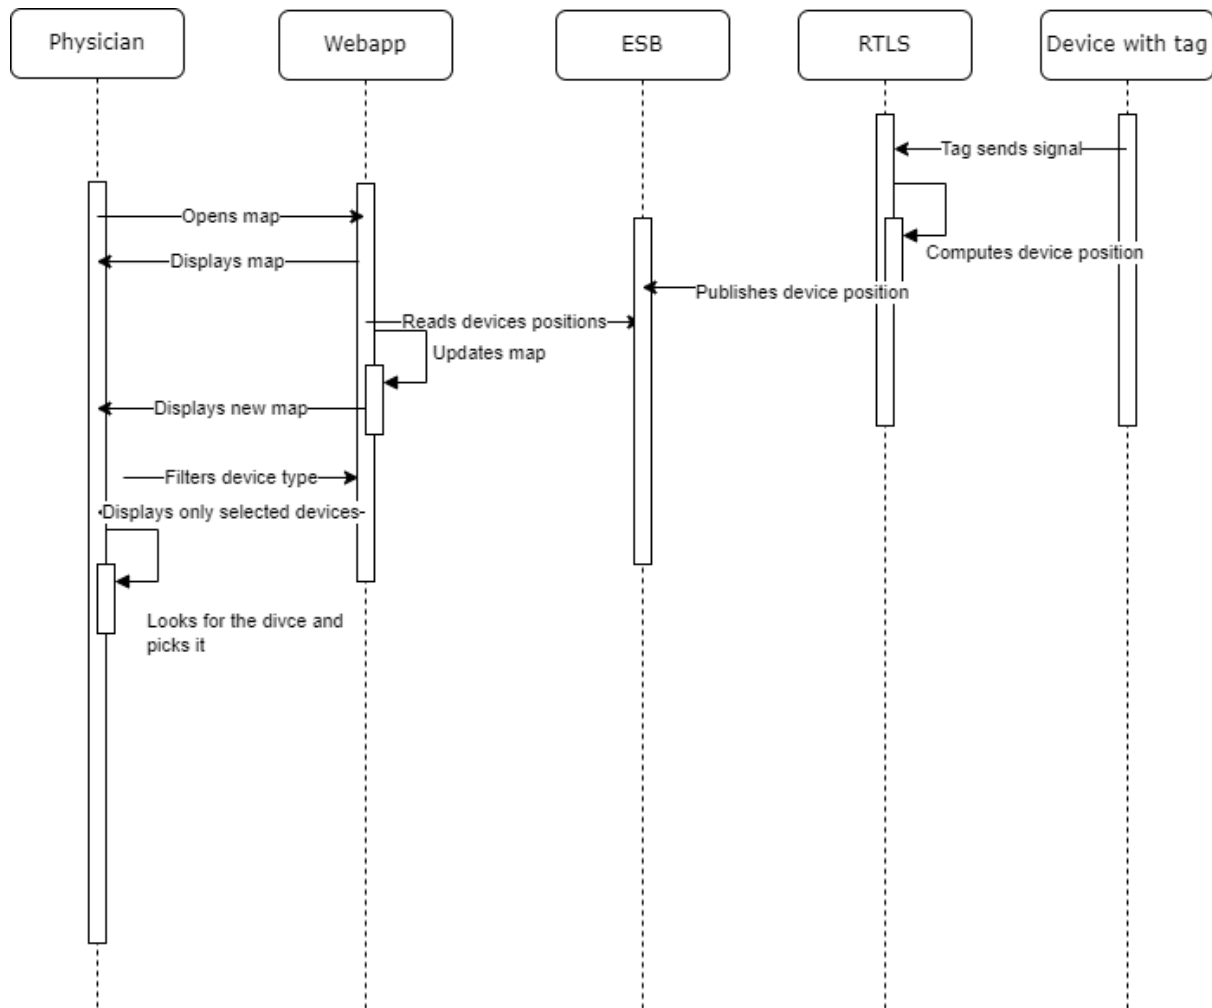 Physician
Webapp
ESB
RTLS
Device with tag
Tag sends signal
Opens map
Computes device position
Displays map
Publishes device position
Reads devices positions
Updates map
Displays new map
Filters device type
Displays only selected devices
Looks for the divce and
picks it